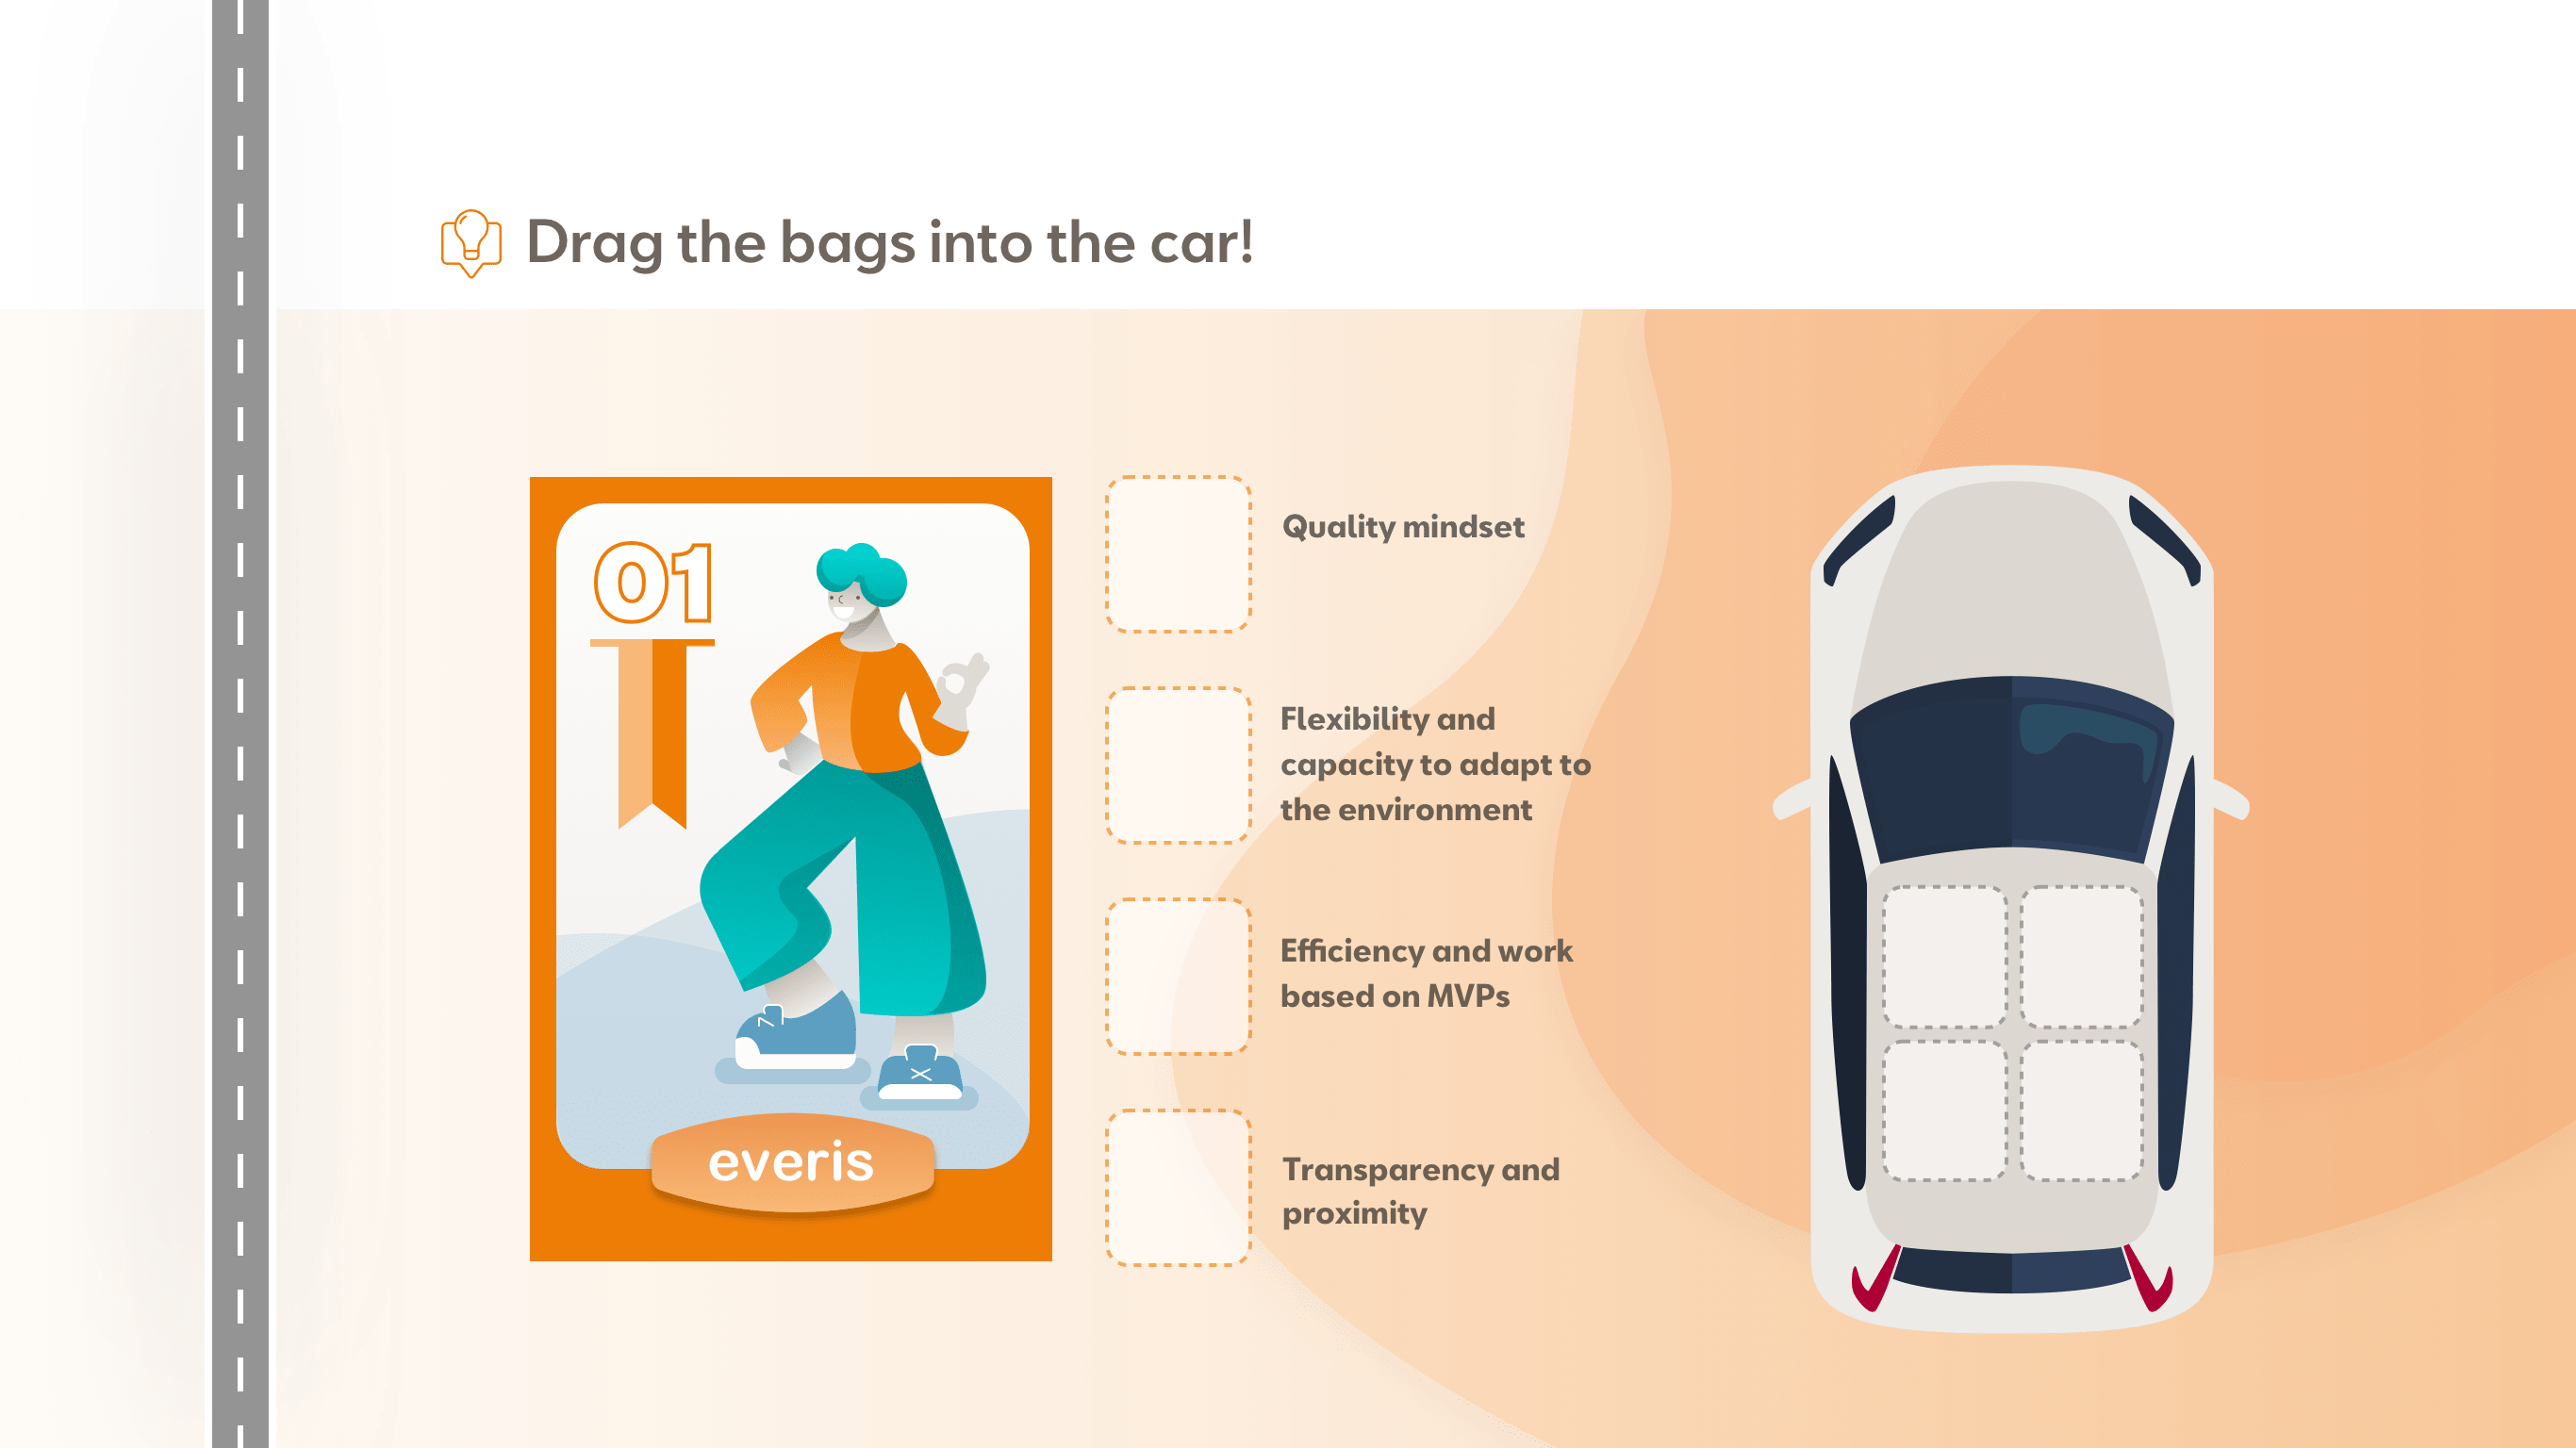 Drag the bags into the car!
01
everis
Quality mindset
Flexibility and
capacity to adapt to
the environment
Efficiency and work
based on MVPs
Transparency and
proximity